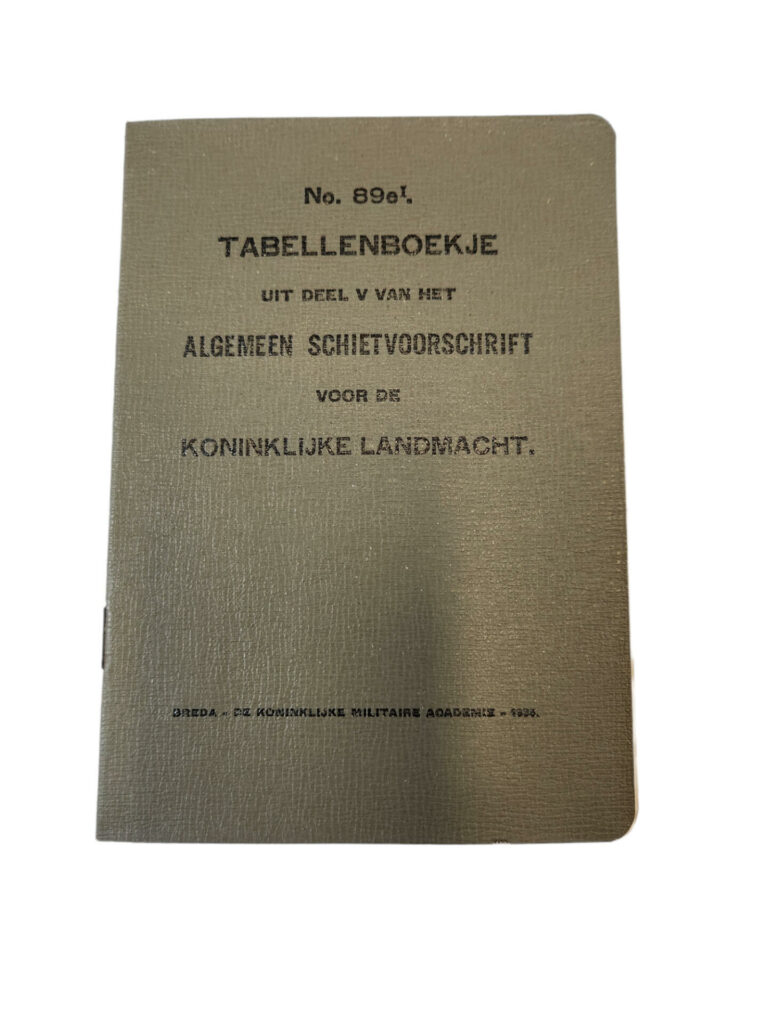 No. 89eI.
TABELLENBOEKJE
UIT DEEL V VAN HET
ALGEMEEN SCHIETVOORSCHRIFT
VOOR DE
KONINKLIJKE LANDMACHT.
BREDA - DE KONINKLIJKE MILITAIRE ACADEMIE -